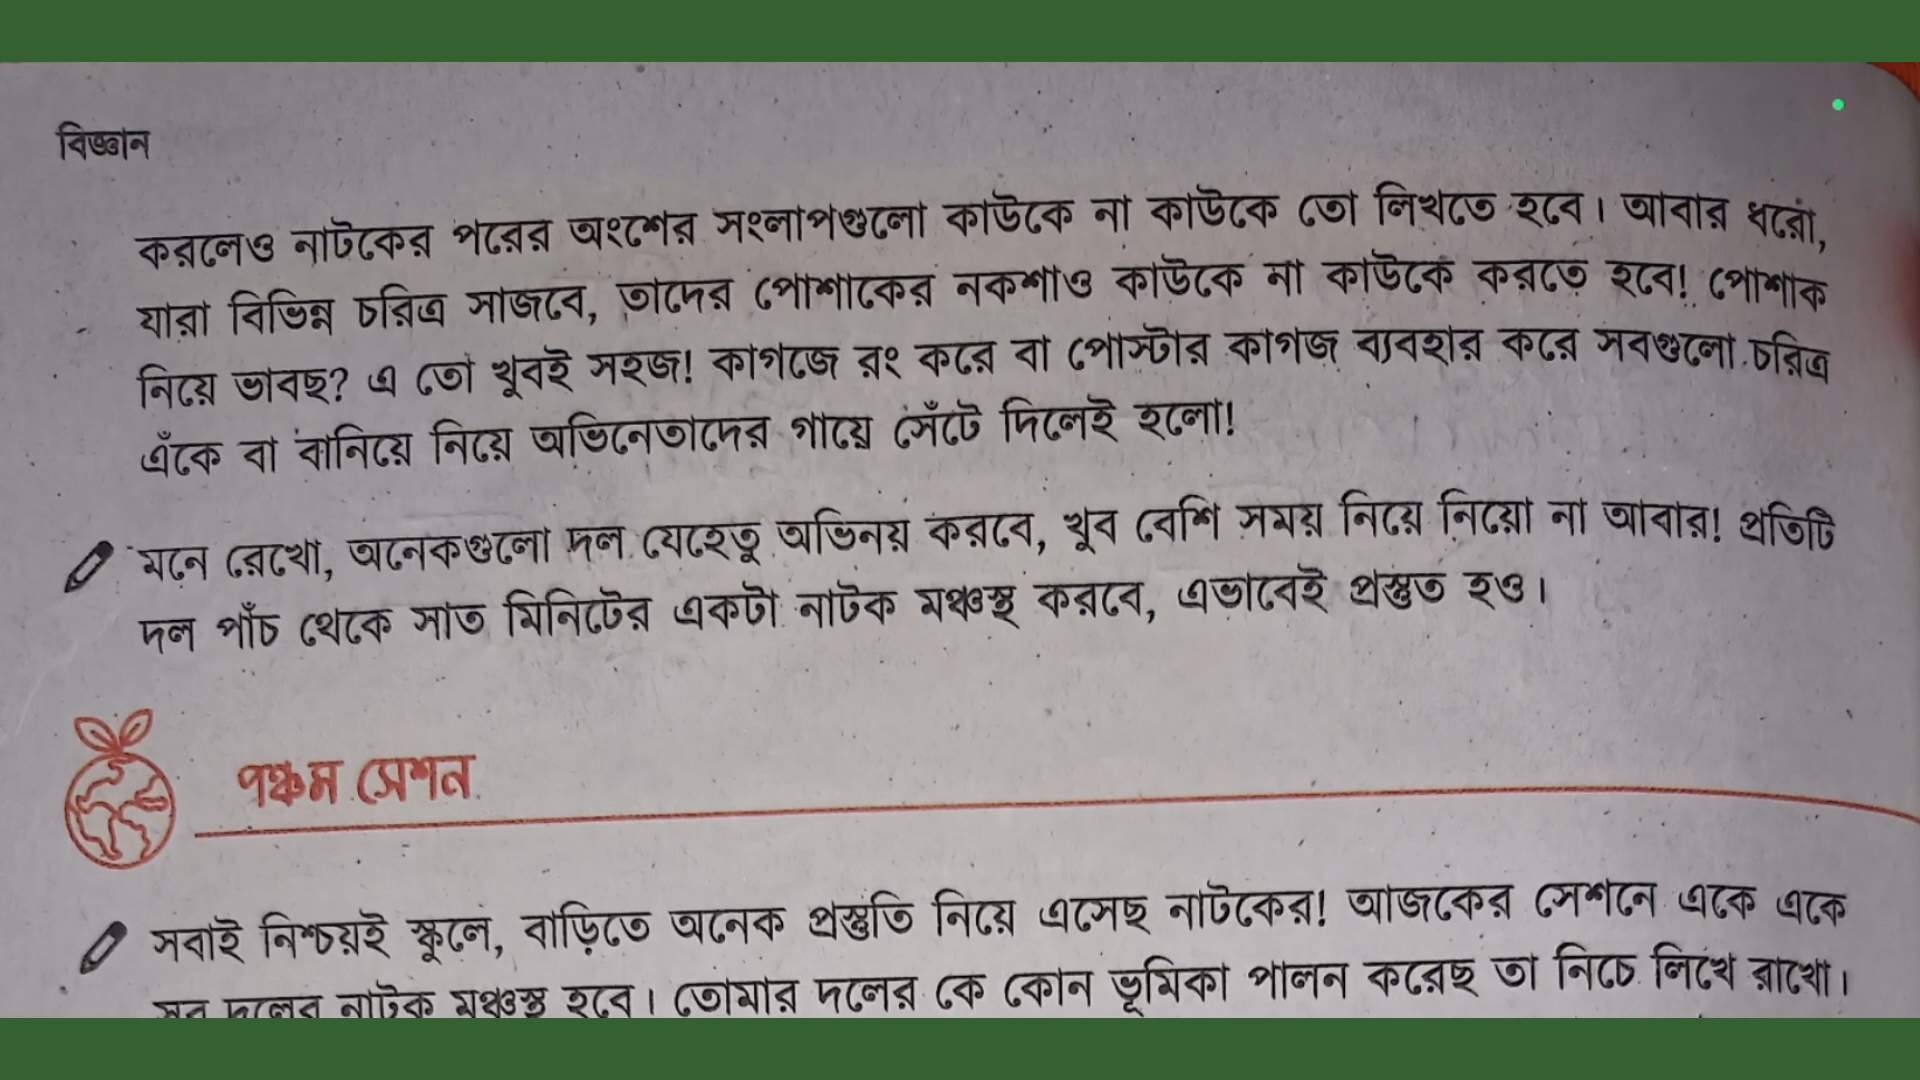 বিজ্ঞান
করলেও নাটকের পরের অংশের সংলাপগুলো কাউকে না কাউকে তো লিখতে হবে। আবার ধরো,
যারা বিভিন্ন চরিত্র সাজবে, তাদের পোশাকের নকশাও কাউকে না কাউকে করতে হবে! পোশাক
নিয়ে ভাবছ? এ তো খুবই সহজ! কাগজে রং করে বা পোস্টার কাগজ ব্যবহার করে সবগুলো চরিত্র
এঁকে বা বানিয়ে নিয়ে অভিনেতাদের গায়ে সেঁটে দিলেই হলো!
মনে রেখো, অনেকগুলো দল যেহেতু অভিনয় করবে, খুব বেশি সময় নিয়ে নিয়ো না আবার! প্রতিটি
দল পাঁচ থেকে সাত মিনিটের একটা নাটক মঞ্চস্থ করবে, এভাবেই প্রস্তুত হও।
পঞ্চম সেশন
সবাই নিশ্চয়ই স্কুলে, বাড়িতে অনেক প্রস্তুতি নিয়ে এসেছ নাটকের! আজকের সেশনে একে একে
সব দলের নাটক মঞ্চস্থ হবে। তোমার দলের কে কোন ভূমিকা পালন করেছ তা নিচে লিখে রাখো।